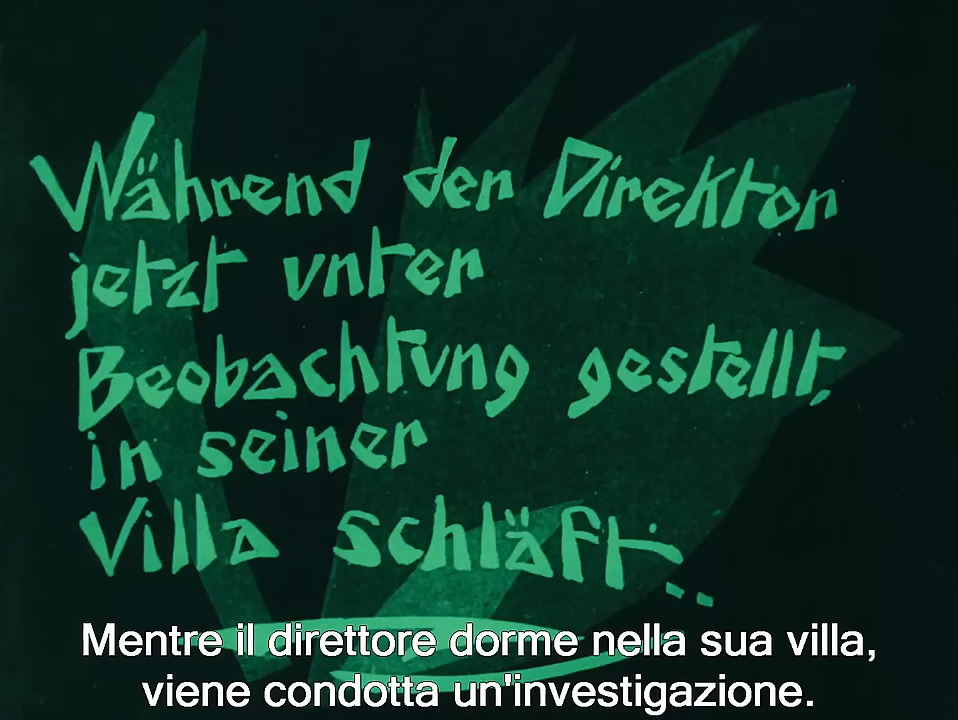 Während der Direktor
jetzt unter
Beobachtung gestellt,
in seiner
Villa schläft...
Mentre il direttore dorme nella sua villa,
viene condotta un'investigazione.